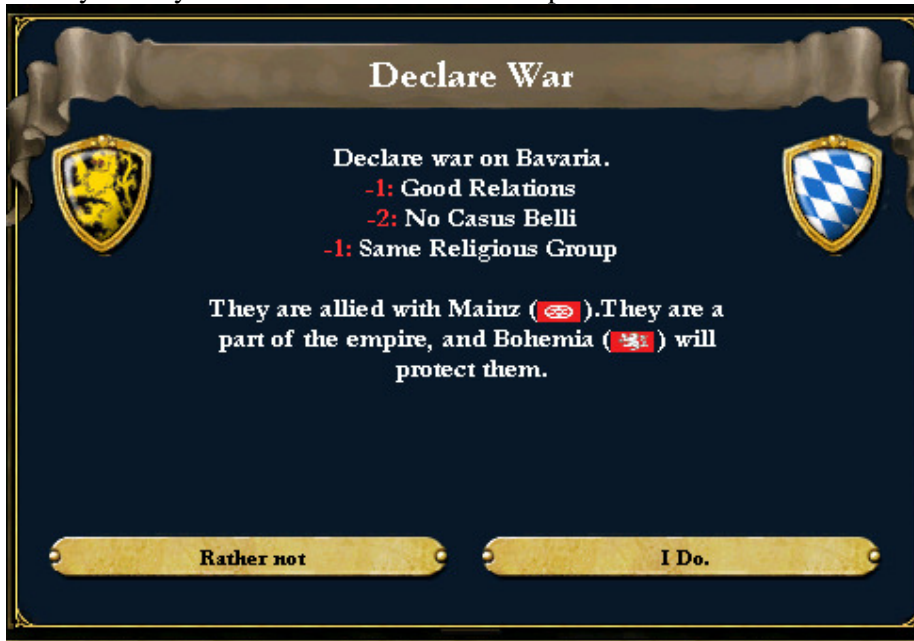 Declare War
Declare war on Bavaria.
-1: Good Relations
-2: No Casus Belli
-1: Same Religious Group
They are allied with Mainz ( ).They are a
part of the empire, and Bohemia ( ) will
protect them.
Rather not
I Do.